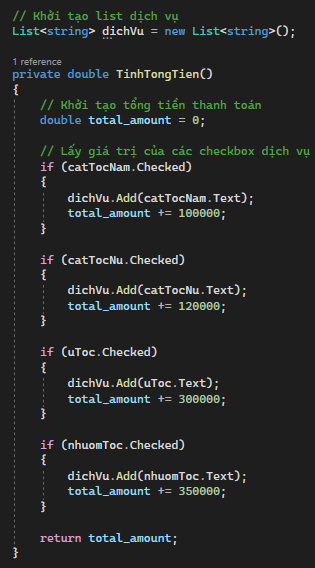 // Khởi tạo list dịch vụ
List<string> dichVu = new List<string>();
1 reference
private double TinhTongTien()
{
// Khởi tạo tổng tiền thanh toán
double total_amount = 0;
// Lấy giá trị của các checkbox dịch vụ
if (catTocNam.Checked)
{
dichVu.Add(catTocNam.Text);
total_amount += 100000;
}
if (catTocNu.Checked)
{
dichVu.Add(catTocNu.Text);
total_amount += 120000;
}
if (uToc.Checked)
{
dichVu.Add(uToc.Text);
total_amount += 300000;
}
if (nhuomToc.Checked)
{
dichVu.Add(nhuomToc.Text);
total_amount += 350000;
}
return total_amount;
}